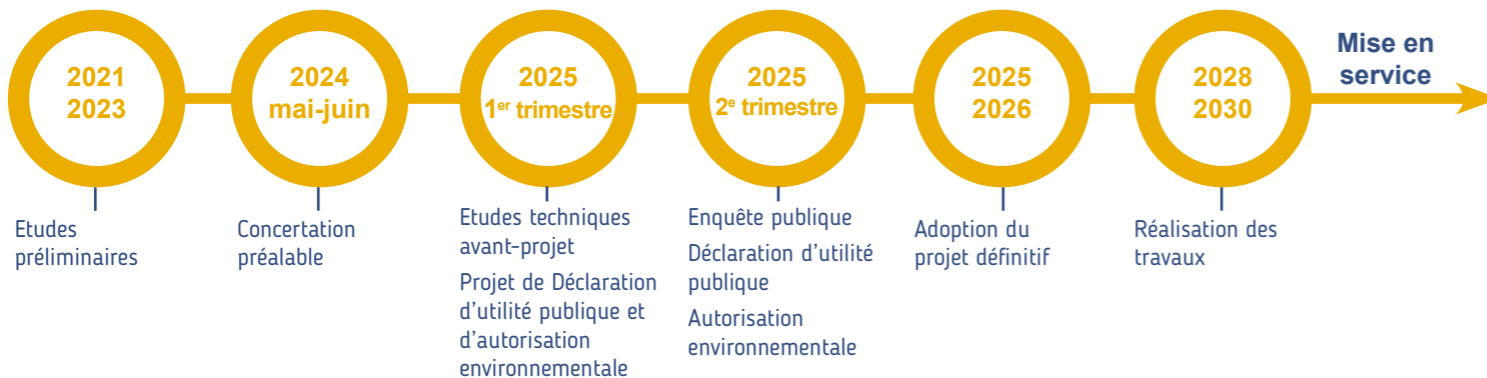 2021
2023
Etudes
préliminaires
2024
mai-juin
Concertation
préalable
2025
1er trimestre
Etudes techniques
avant-projet
Projet de Déclaration
d'utilité publique et
d'autorisation
environnementale
2025
2e trimestre
Enquête publique
Déclaration d'utilité
publique
Autorisation
environnementale
2025
2026
Adoption du
projet définitif
2028
2030
Réalisation des
travaux
Mise en
service